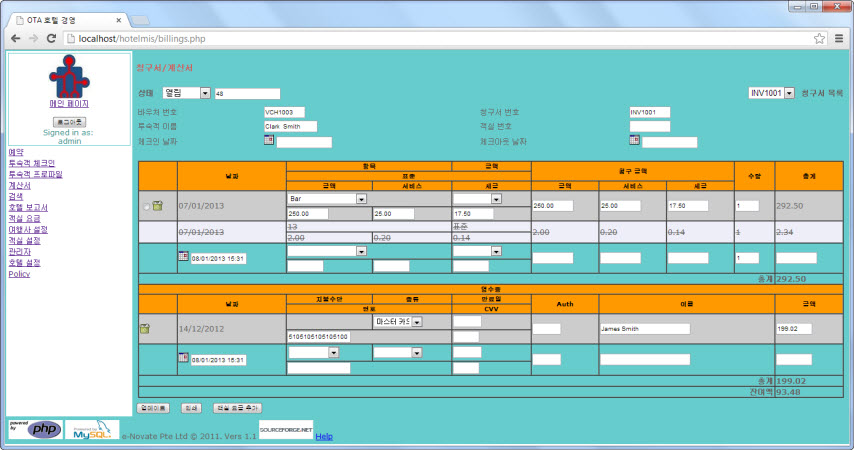 OTA 호텔 경영
localhost/hotelmis/billings.php
메인 페이지
로그아웃
Signed in as:
admin
예약
투숙객 체크인
투숙객 프로파일
계산서
검색
호텔 보고서
객실 요금
여행사 설정
객실 설정
관리자
호텔 설정
Policy
청구서/계산서
상태 열림 48 INV1001 청구서 목록
바우처 번호 VCH1003 청구서 번호 INV1001
투숙객 이름 Clark Smith 객실 번호
체크인 날짜 체크아웃 날짜
날짜 항목 금액 청구 금액 수량 총계
표준
금액 서비스 세금 금액 서비스 세금
07/01/2013 Bar 292.50
250.00 25.00 17.50 250.00 25.00 17.50 1
07/01/2013 13 표준
2.00 0.20 0.14 2.00 0.20 0.14 1 2.34
08/01/2013 15:31 1
총계 292.50
영수증
날짜 지불수단 종류 만료일 Auth 이름 금액
번호 CVV
14/12/2012 마스터 카드
5105105105105100 James Smith 199.02
08/01/2013 15:31
총계 199.02
잔여액 93.48
업데이트 객실 요금 추가
powered by php
Powered by MySQL
e-Novate Pte Ltd © 2011. Vers 1.1 SOURCEFORGE.NET Help